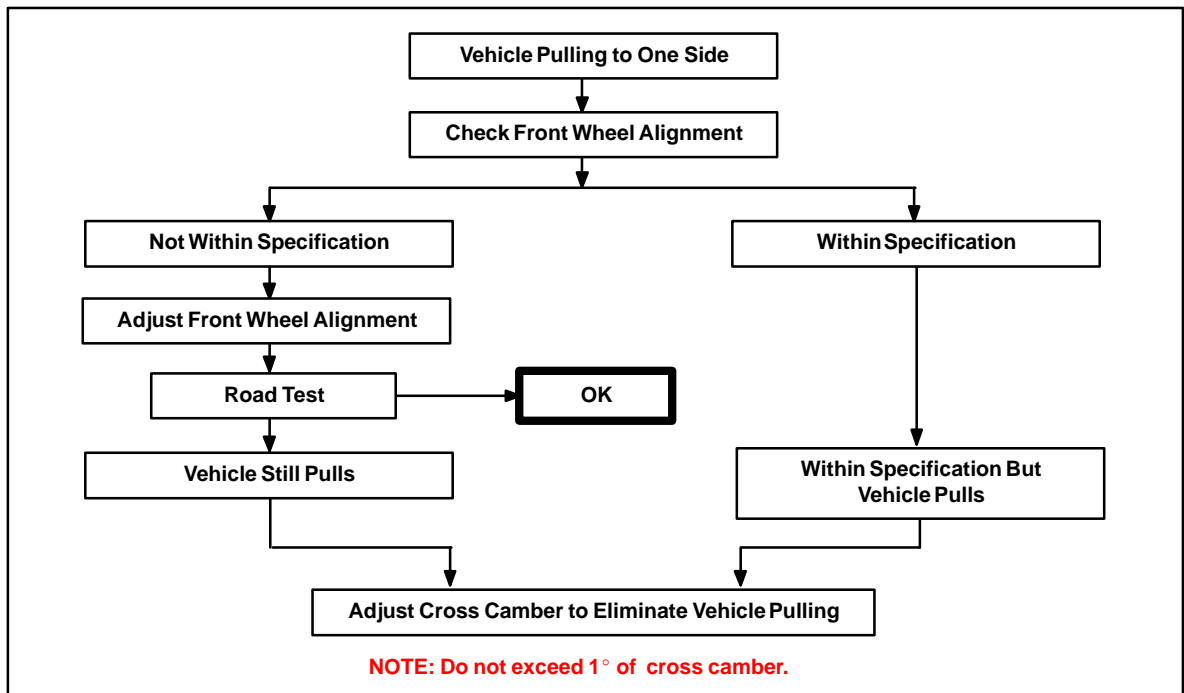 Vehicle Pulling to One Side
Check Front Wheel Alignment
Not Within Specification
Within Specification
Adjust Front Wheel Alignment
Road Test
OK
Vehicle Still Pulls
Within Specification But
Vehicle Pulls
Adjust Cross Camber to Eliminate Vehicle Pulling
NOTE: Do not exceed 1° of cross camber.